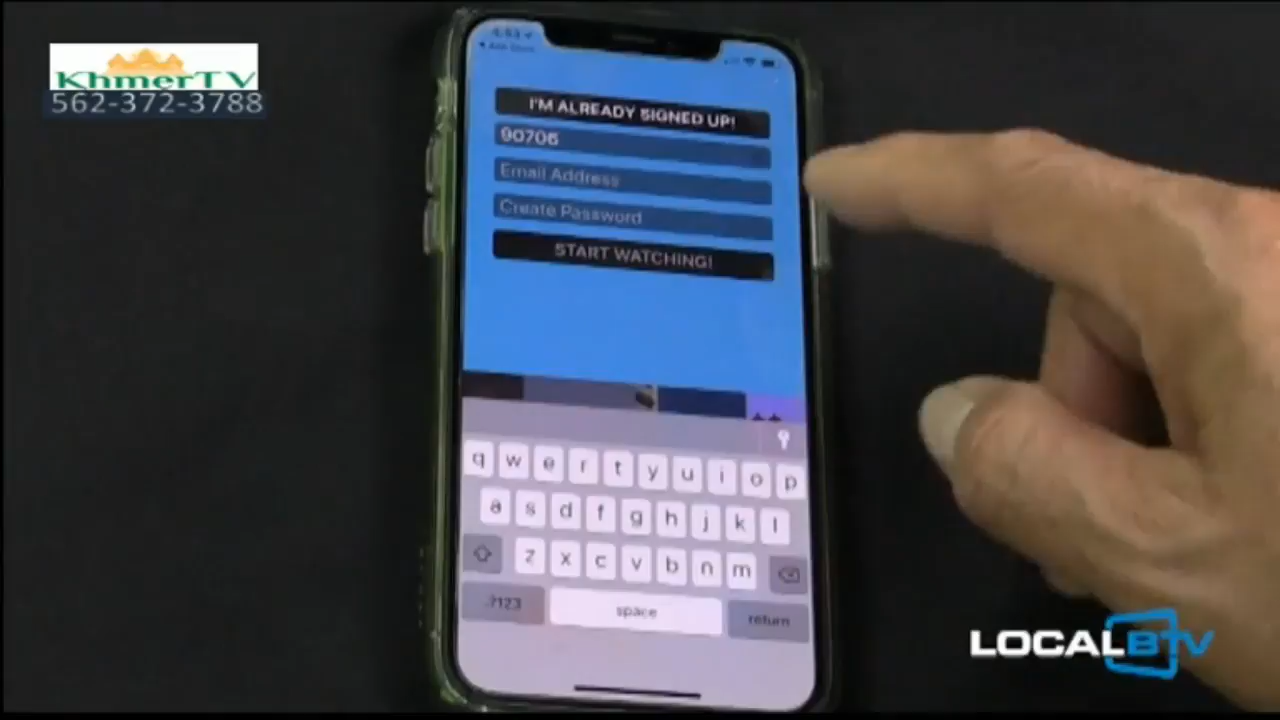 KhmerTV
562-372-3788
I'M ALREADY SIGNED UP!
90706
Email Address
Create Password
START WATCHING!
q w e r t y u i o p
a s d f g h j k l
z x c v b n m
.?123 space return
LOCALBTV